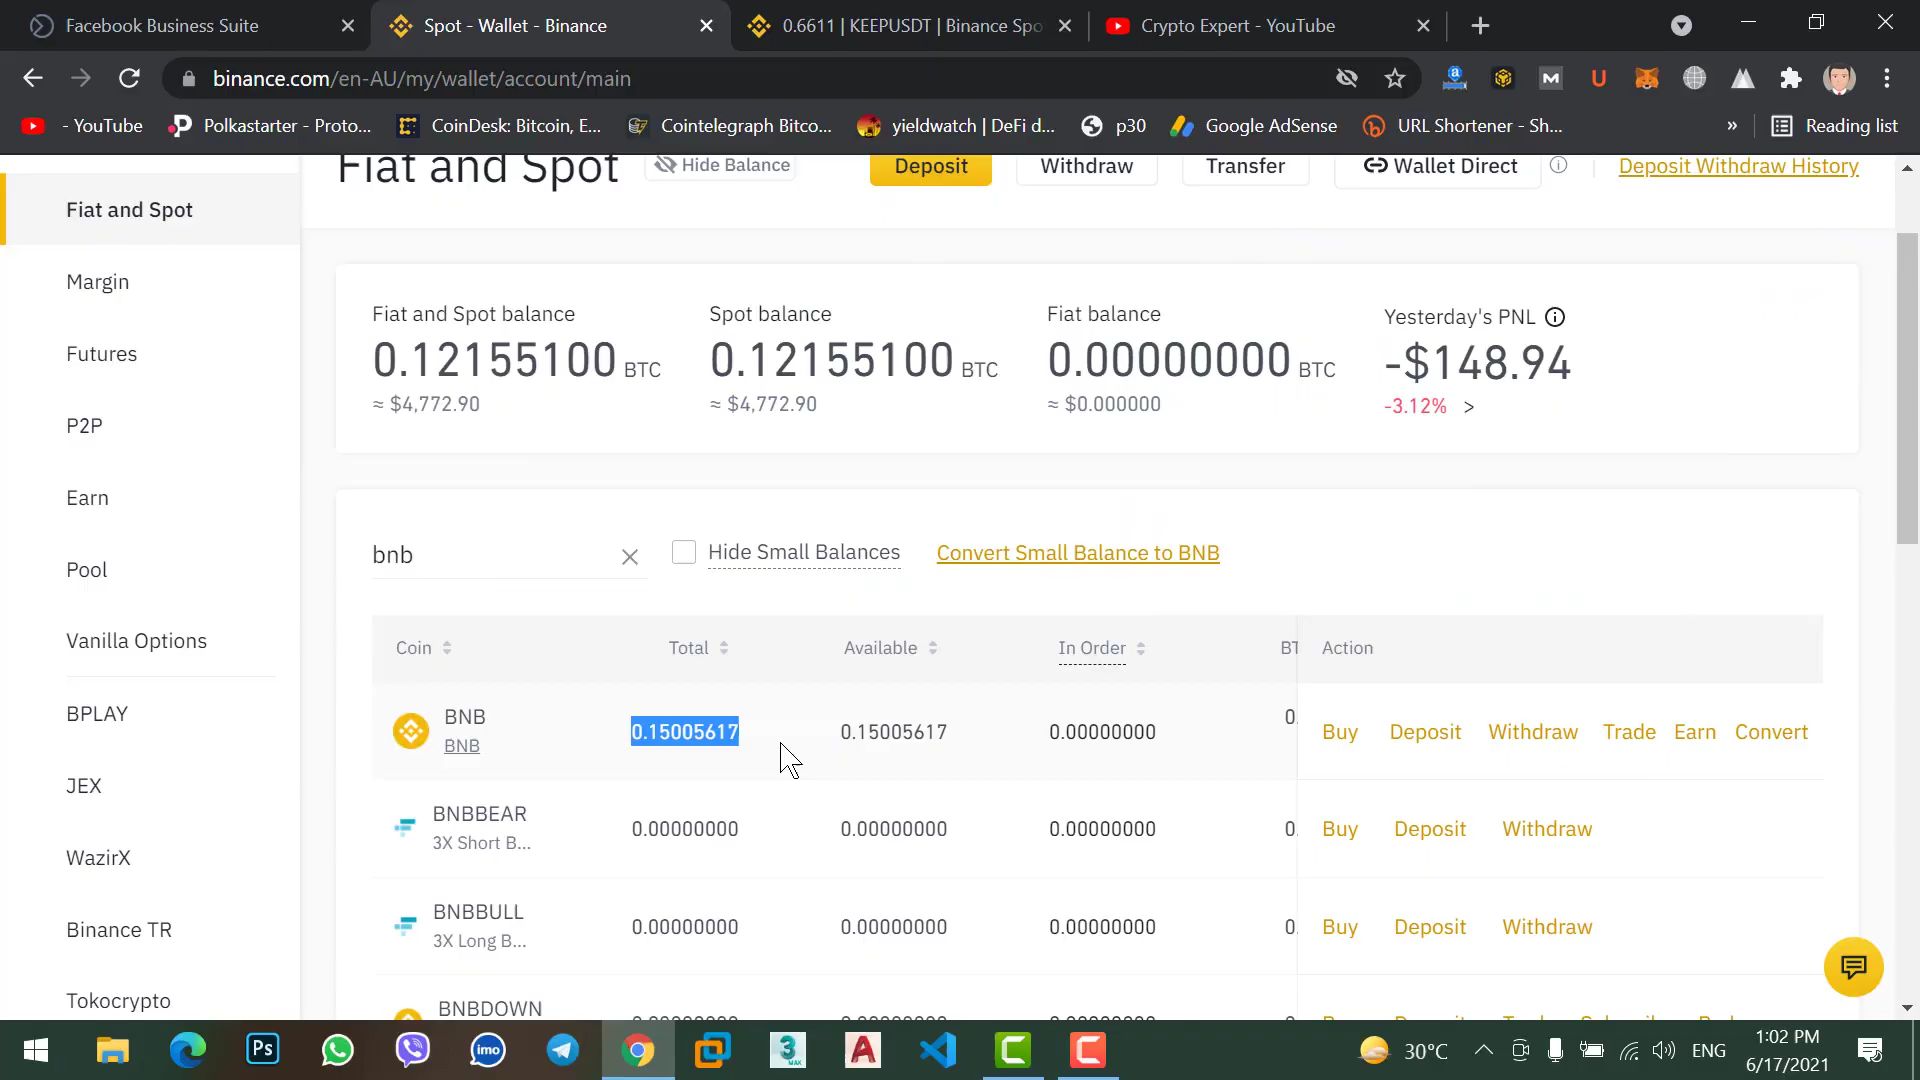 Facebook Business Suite
Spot - Wallet - Binance
0.6611 | KEEPUSDT | Binance Spo
Crypto Expert - YouTube
binance.com/en-AU/my/wallet/account/main
- YouTube
Polkastarter - Proto...
CoinDesk: Bitcoin, E...
Cointelegraph Bitco...
yieldwatch | DeFi d...
p30
Google AdSense
URL Shortener - Sh...
»
Reading list
Fiat and Spot
Hide Balance
Deposit
Withdraw
Transfer
Wallet Direct
Deposit Withdraw History
Fiat and Spot
Margin
Futures
P2P
Earn
Pool
Vanilla Options
BPLAY
JEX
WazirX
Binance TR
Tokocrypto
Fiat and Spot balance
0.12155100 BTC
≈ $4,772.90
Spot balance
0.12155100 BTC
≈ $4,772.90
Fiat balance
0.00000000 BTC
≈ $0.000000
Yesterday's PNL
-$148.94
-3.12% >
bnb
Hide Small Balances
Convert Small Balance to BNB
Coin Total Available In Order BT Action
BNB
BNB
0.15005617 0.15005617 0.00000000 0. Buy Deposit Withdraw Trade Earn Convert
BNBBEAR
3X Short B...
0.00000000 0.00000000 0.00000000 0. Buy Deposit Withdraw
BNBBULL
3X Long B...
0.00000000 0.00000000 0.00000000 0. Buy Deposit Withdraw
BNBDOWN
Ps
imo
30°C
ENG
1:02 PM
6/17/2021